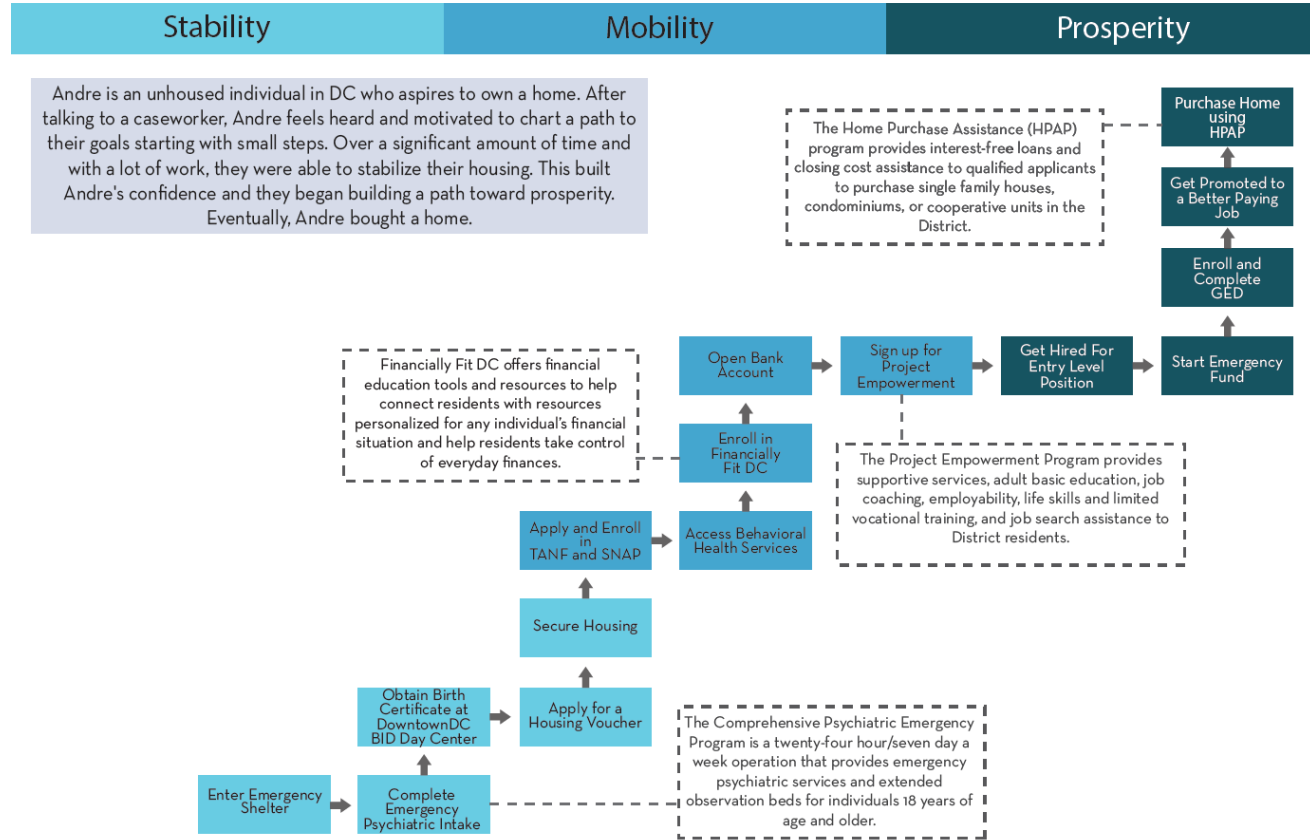 Stability
Mobility
Prosperity
Andre is an unhoused individual in DC who aspires to own a home. After
talking to a caseworker, Andre feels heard and motivated to chart a path to
their goals starting with small steps. Over a significant amount of time and
with a lot of work, they were able to stabilize their housing. This built
Andre's confidence and they began building a path toward prosperity.
Eventually, Andre bought a home.
The Home Purchase Assistance (HPAP)
program provides interest-free loans and
closing cost assistance to qualified applicants
to purchase single family houses,
condominiums, or cooperative units in the
District.
Purchase Home
using
HPAP
Get Promoted to
a Better Paying
Job
Enroll and
Complete
GED
Financially Fit DC offers financial
education tools and resources to help
connect residents with resources
personalized for any individual's financial
situation and help residents take control
of everyday finances.
Open Bank
Account
Sign up for
Project
Empowerment
Get Hired For
Entry Level
Position
Start Emergency
Fund
Enroll in
Financially
Fit DC
The Project Empowerment Program provides
supportive services, adult basic education, job
coaching, employability, life skills and limited
vocational training, and job search assistance to
District residents.
Apply and Enroll
in
TANF and SNAP
Access Behavioral
Health Services
Secure Housing
Obtain Birth
Certificate at
DowntownDC
BID Day Center
Apply for a
Housing Voucher
The Comprehensive Psychiatric Emergency
Program is a twenty-four hour/seven day a
week operation that provides emergency
psychiatric services and extended
observation beds for individuals 18 years of
age and older.
Enter Emergency
Shelter
Complete
Emergency
Psychiatric Intake